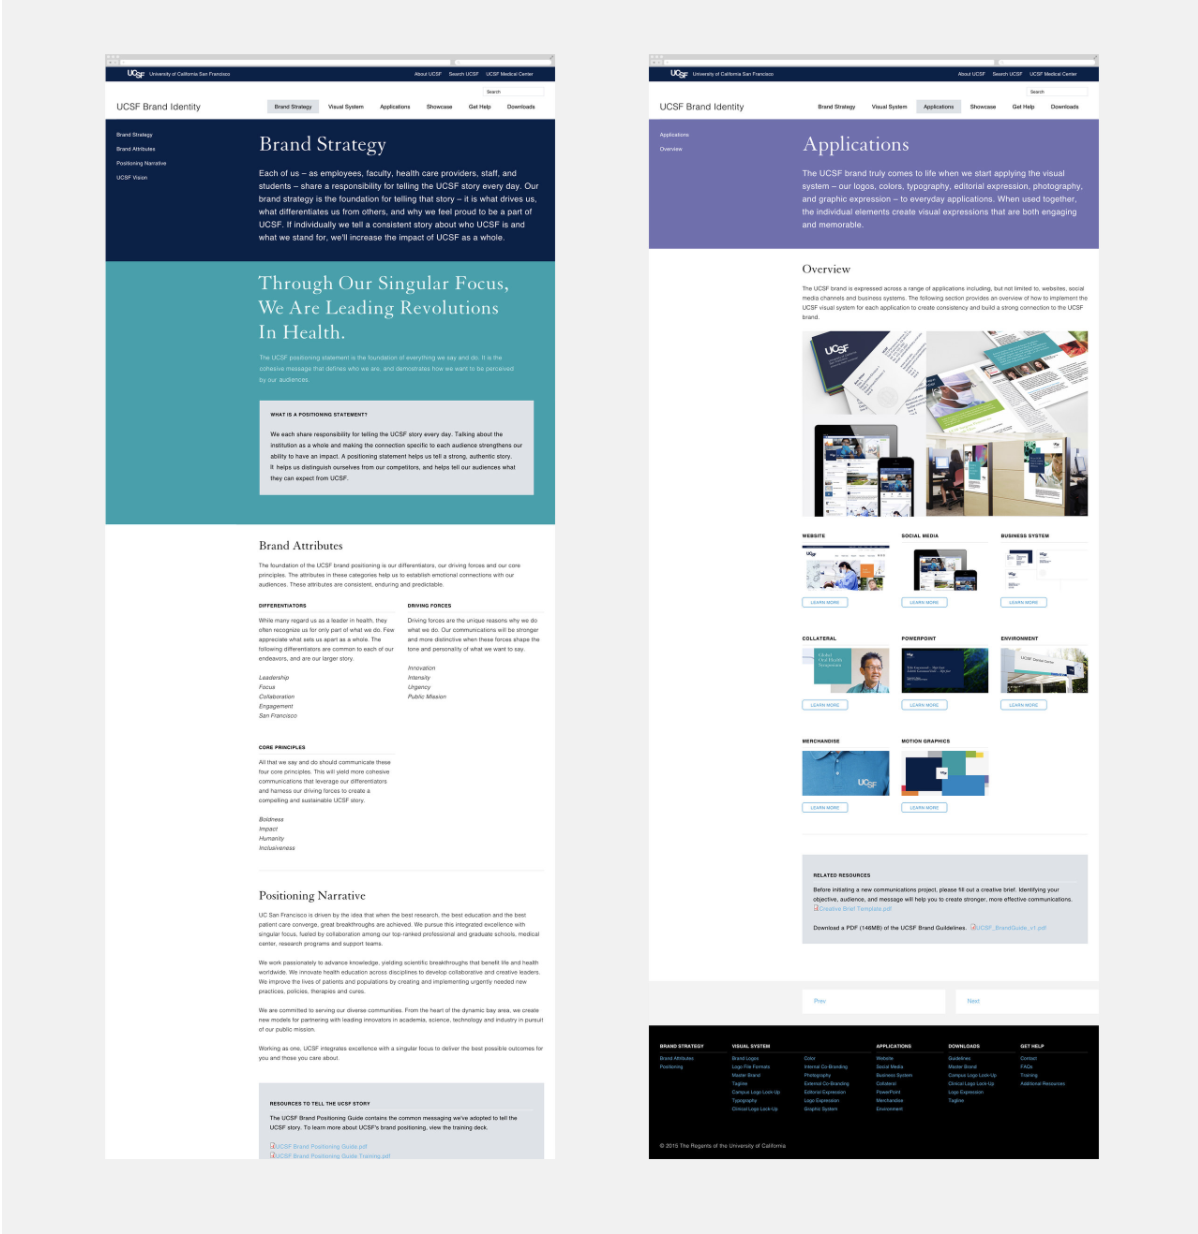 UCSF University of California San Francisco
About UCSF Search UCSF UCSF Medical Center
Search
UCSF Brand Identity
Brand Strategy Visual System Applications Showcase Get Help Downloads
Brand Strategy
Brand Attributes
Positioning Narrative
UCSF Vision
Brand Strategy
Each of us – as employees, faculty, health care providers, staff, and
students – share a responsibility for telling the UCSF story every day. Our
brand strategy is the foundation for telling that story – it is what drives us,
what differentiates us from others, and why we feel proud to be a part of
UCSF. If individually we tell a consistent story about who UCSF is and
what we stand for, we'll increase the impact of UCSF as a whole.
Through Our Singular Focus,
We Are Leading Revolutions
In Health.
The UCSF positioning statement is the foundation of everything we say and do. It is the
cohesive message that defines who we are, and demostrates how we want to be perceived
by our audiences.
WHAT IS A POSITIONING STATEMENT?
We each share responsibility for telling the UCSF story every day. Talking about the
institution as a whole and making the connection specific to each audience strengthens our
ability to have an impact. A positioning statement helps us tell a strong, authentic story.
It helps us distinguish ourselves from our competitors, and helps tell our audiences what
they can expect from UCSF.
Brand Attributes
The foundation of the UCSF brand positioning is our differentiators, our driving forces and our core
principles. The attributes in these categories help us to establish emotional connections with our
audiences. These attributes are consistent, enduring and predictable.
DIFFERENTIATORS
While many regard us as a leader in health, they
often recognize us for only part of what we do. Few
appreciate what sets us apart as a whole. The
following differentiators are common to each of our
endeavors, and are our larger story.
Leadership
Focus
Collaboration
Engagement
San Francisco
DRIVING FORCES
Driving forces are the unique reasons why we do
what we do. Our communications will be stronger
and more distinctive when these forces shape the
tone and personality of what we want to say.
Innovation
Intensity
Urgency
Public Mission
CORE PRINCIPLES
All that we say and do should communicate these
four core principles. This will yield more cohesive
communications that leverage our differentiators
and harness our driving forces to create a
compelling and sustainable UCSF story.
Boldness
Impact
Humanity
Inclusiveness
Positioning Narrative
UC San Francisco is driven by the idea that when the best research, the best education and the best
patient care converge, great breakthroughs are achieved. We pursue this integrated excellence with
singular focus, fueled by collaboration among our top-ranked professional and graduate schools, medical
center, research programs and support teams.
We work passionately to advance knowledge, yielding scientific breakthroughs that benefit life and health
worldwide. We innovate health education across disciplines to develop collaborative and creative leaders.
We improve the lives of patients and populations by creating and implementing urgently needed new
practices, policies, therapies and cures.
We are committed to serving our diverse communities. From the heart of the dynamic bay area, we create
new models for partnering with leading innovators in academia, science, technology and industry in pursuit
of our public mission.
Working as one, UCSF integrates excellence with a singular focus to deliver the best possible outcomes for
you and those you care about.
RESOURCES TO TELL THE UCSF STORY
The UCSF Brand Positioning Guide contains the common messaging we've adopted to tell the
UCSF story. To learn more about UCSF's brand positioning, view the training deck.
UCSF Brand Positioning Guide.pdf
UCSF Brand Positioning Guide Training.pdf
UCSF University of California San Francisco
About UCSF Search UCSF UCSF Medical Center
Search
UCSF Brand Identity
Brand Strategy Visual System Applications Showcase Get Help Downloads
Applications
Overview
Applications
The UCSF brand truly comes to life when we start applying the visual
system – our logos, colors, typography, editorial expression, photography,
and graphic expression – to everyday applications. When used together,
the individual elements create visual expressions that are both engaging
and memorable.
Overview
The UCSF brand is expressed across a range of applications including, but not limited to, websites, social
media channels and business systems. The following section provides an overview of how to implement the
UCSF visual system for each application to create consistency and build a strong connection to the UCSF
brand.
UCSF
WEBSITE SOCIAL MEDIA BUSINESS SYSTEM
LEARN MORE LEARN MORE LEARN MORE
COLLATERAL POWERPOINT ENVIRONMENT
Global
Oral Health
Symposium
UCSF Dental Center
LEARN MORE LEARN MORE LEARN MORE
MERCHANDISE MOTION GRAPHICS
UCSF
LEARN MORE LEARN MORE
RELATED RESOURCES
Before initiating a new communications project, please fill out a creative brief. Identifying your
objective, audience, and message will help you to create stronger, more effective communications.
Creative Brief Template.pdf
Download a PDF (146MB) of the UCSF Brand Guildelines. UCSF_BrandGuide_v1.pdf
Prev Next
BRAND STRATEGY
Brand Attributes
Positioning
VISUAL SYSTEM
Brand Logos
Logo File Formats
Master Brand
Tagline
Campus Logo Lock-Up
Typography
Clinical Logo Lock-Up
Color
Internal Co-Branding
Photography
External Co-Branding
Editorial Expression
Logo Expression
Graphic System
APPLICATIONS
Website
Social Media
Business System
Collateral
PowerPoint
Merchandise
Environment
DOWNLOADS
Guidelines
Master Brand
Campus Logo Lock-Up
Clinical Logo Lock-Up
Logo Expression
Tagline
GET HELP
Contact
FAQs
Training
Additional Resources
© 2015 The Regents of the University of California